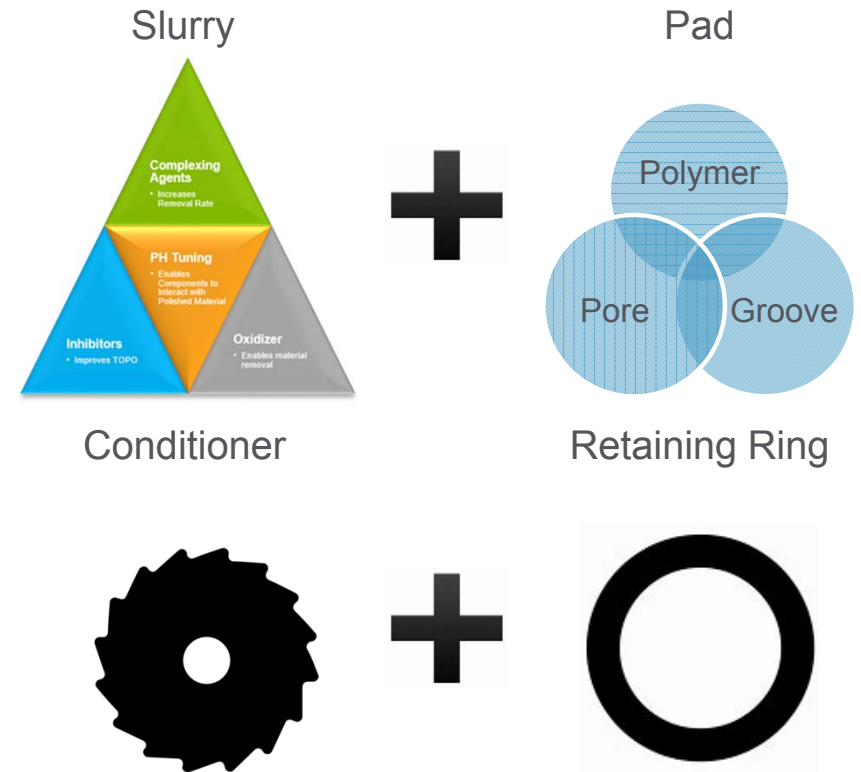 Slurry
Pad
Complexing
Agents
• Increases
Removal Rate
PH Tuning
• Enables
Components to
Interact with
Polished Material
Inhibitors
• Improves TOPO
Oxidizer
• Enables material
removal
Polymer
Pore
Groove
Conditioner
Retaining Ring